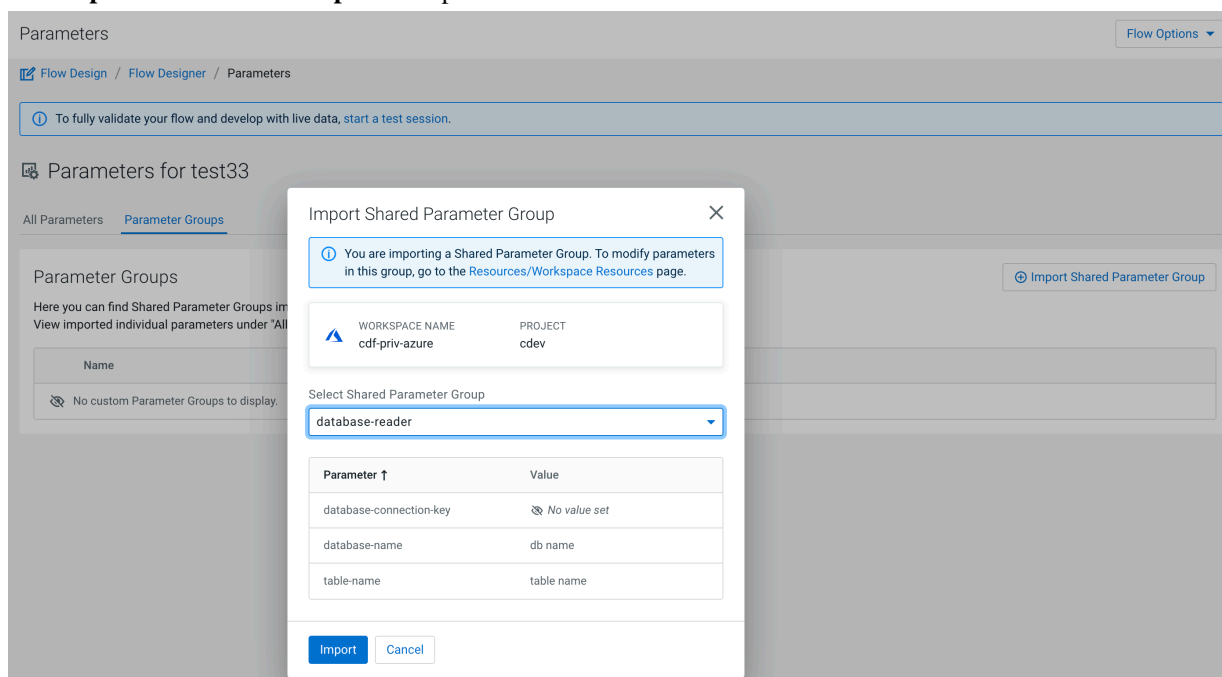 Parameters
Flow Options
Flow Design / Flow Designer / Parameters
To fully validate your flow and develop with live data, start a test session.
Parameters for test33
All Parameters Parameter Groups
Parameter Groups
Import Shared Parameter Group
Here you can find Shared Parameter Groups im
View imported individual parameters under "All
Name
No custom Parameter Groups to display.
Import Shared Parameter Group
You are importing a Shared Parameter Group. To modify parameters
in this group, go to the Resources/Workspace Resources page.
WORKSPACE NAME PROJECT
cdf-priv-azure cdev
Select Shared Parameter Group
database-reader
Parameter ↑ Value
database-connection-key No value set
database-name db name
table-name table name
Import Cancel